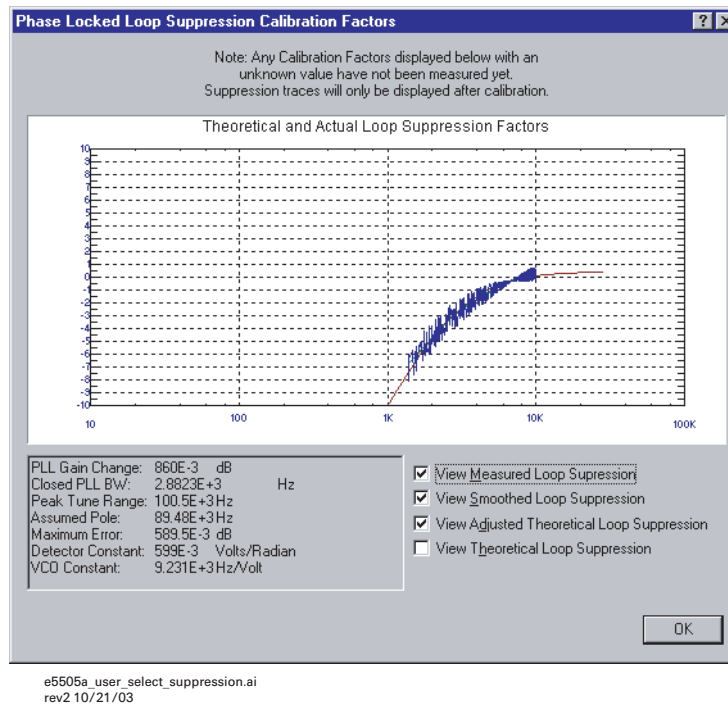 Phase Locked Loop Suppression Calibration Factors
Note: Any Calibration Factors displayed below with an
unknown value have not been measured yet.
Suppression traces will only be displayed after calibration.
Theoretical and Actual Loop Suppression Factors
10
9
8
7
6
5
4
3
2
1
0
-1
-2
-3
-4
-5
-6
-7
-8
-9
-10
10
100
1K
10K
100K
PLL Gain Change: 860E-3 dB
Closed PLL BW: 2.8823E+3 Hz
Peak Tune Range: 100.5E+3Hz
Assumed Pole: 89.48E+3Hz
Maximum Error: 589.5E-3 dB
Detector Constant: 599E-3 Volts/Radian
VCO Constant: 9.231E+3Hz/Volt
View Measured Loop Supression
View Smoothed Loop Suppression
View Adjusted Theoretical Loop Suppression
View Theoretical Loop Suppression
OK
e5505a_user_select_suppression.ai
rev2 10/21/03